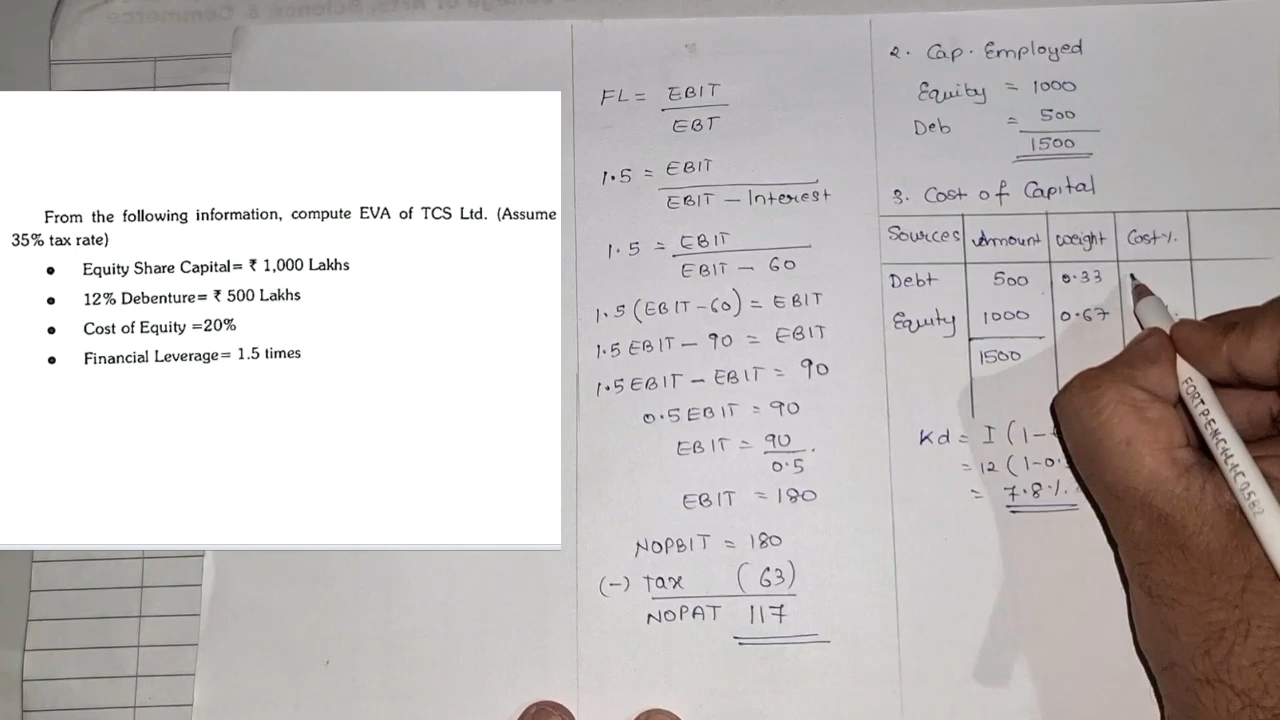 From the following information, compute EVA of TCS Ltd. (Assume
35% tax rate)
• Equity Share Capital= ₹ 1,000 Lakhs
• 12% Debenture= ₹ 500 Lakhs
• Cost of Equity =20%
• Financial Leverage= 1.5 times
FL = EBIT
EBT
1.5 = EBIT
EBIT - Interest
1.5 = EBIT
EBIT - 60
1.5 (EBIT - 60) = EBIT
1.5 EBIT - 90 = EBIT
1.5 EBIT - EBIT = 90
0.5 EBIT = 90
EBIT = 90
0.5
EBIT = 180
NOPBIT = 180
(-) Tax (63)
NOPAT 117
2. Cap. Employed
Equity = 1000
Deb = 500
1500
3. Cost of Capital
Sources Amount weight Cost%.
Debt 500 0.33
Equity 1000 0.67
1500
Kd = I (1-
= 12 (1-0.
= 7.8%.